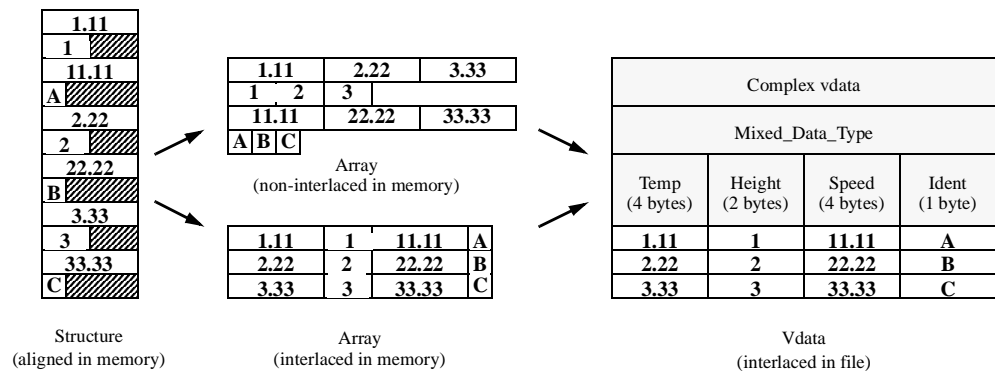 1.11
1
11.11
A
2.22
2
22.22
B
3.33
3
33.33
C
Structure
(aligned in memory)
1.11 2.22 3.33
1 2 3
11.11 22.22 33.33
A B C
Array
(non-interlaced in memory)
1.11 1 11.11 A
2.22 2 22.22 B
3.33 3 33.33 C
Array
(interlaced in memory)
Complex vdata
Mixed_Data_Type
Temp Height Speed Ident
(4 bytes) (2 bytes) (4 bytes) (1 byte)
1.11 1 11.11 A
2.22 2 22.22 B
3.33 3 33.33 C
Vdata
(interlaced in file)